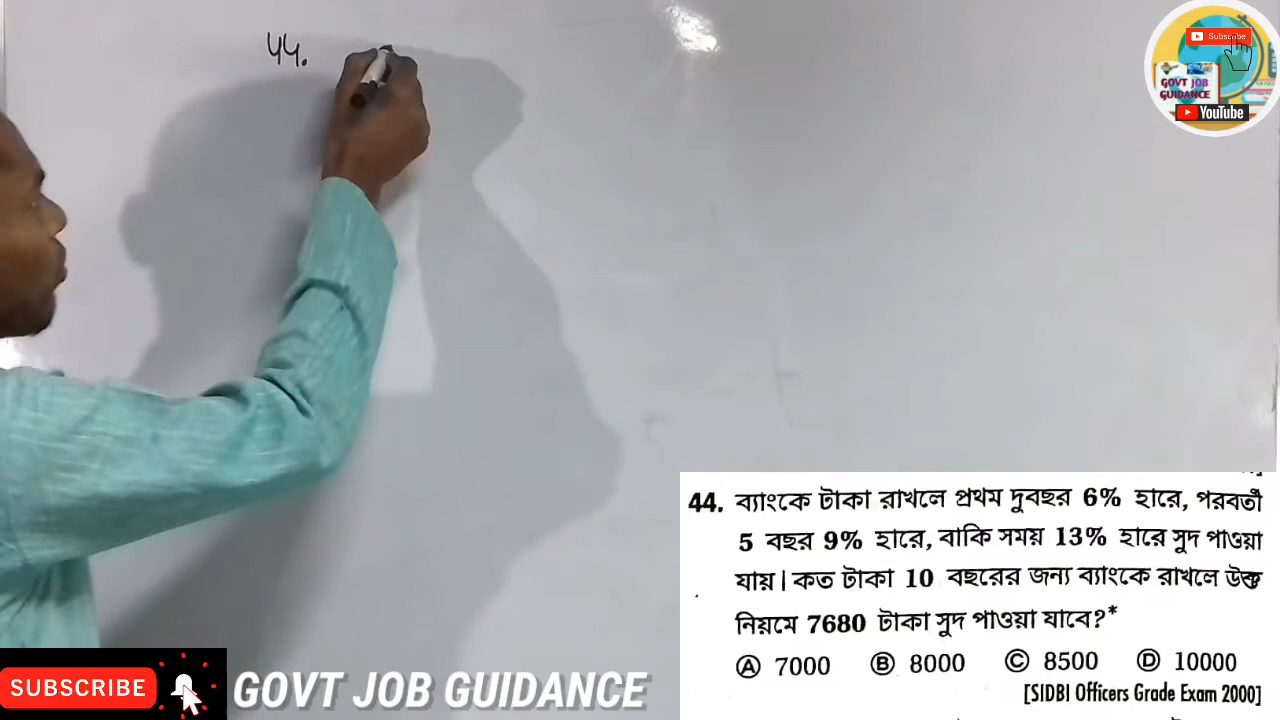 44.
Subscribe
GOVT JOB
GUIDANCE
YouTube
44. ব্যাংকে টাকা রাখলে প্রথম দুবছর 6% হারে, পরবর্তী
5 বছর 9% হারে, বাকি সময় 13% হারে সুদ পাওয়া
যায়। কত টাকা 10 বছরের জন্য ব্যাংকে রাখলে উক্ত
নিয়মে 7680 টাকা সুদ পাওয়া যাবে?*
Ⓐ 7000 Ⓑ 8000 Ⓒ 8500 Ⓓ 10000
[SIDBI Officers Grade Exam 2000]
SUBSCRIBE
GOVT JOB GUIDANCE